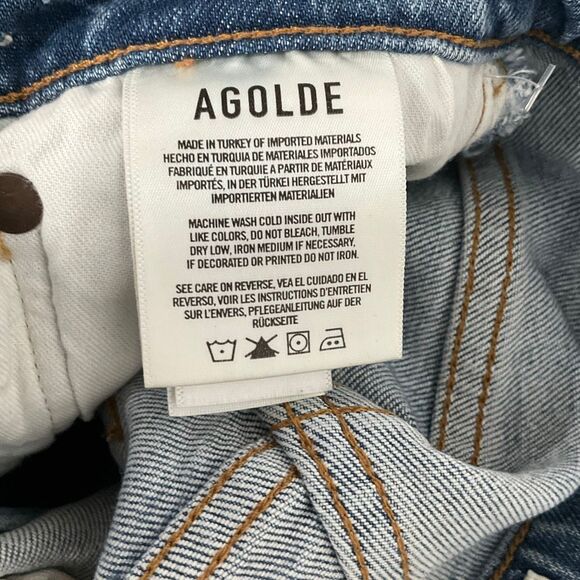 AGOLDE
MADE IN TURKEY OF IMPORTED MATERIALS
HECHO EN TURQUIA DE MATERIALES IMPORTADOS
FABRIQUÉ EN TURQUIE A PARTIR DE MATÉRIAUX
IMPORTÉS, IN DER TÜRKEI HERGESTELLT MIT
IMPORTIERTEN MATERIALIEN
MACHINE WASH COLD INSIDE OUT WITH
LIKE COLORS, DO NOT BLEACH, TUMBLE
DRY LOW, IRON MEDIUM IF NECESSARY,
IF DECORATED OR PRINTED DO NOT IRON.
SEE CARE ON REVERSE, VEA EL CUIDADO EN EL
REVERSO, VOIR LES INSTRUCTIONS D'ENTRETIEN
SUR L'ENVERS, PFLEGEANLEITUNG AUF DER
RÜCKSEITE